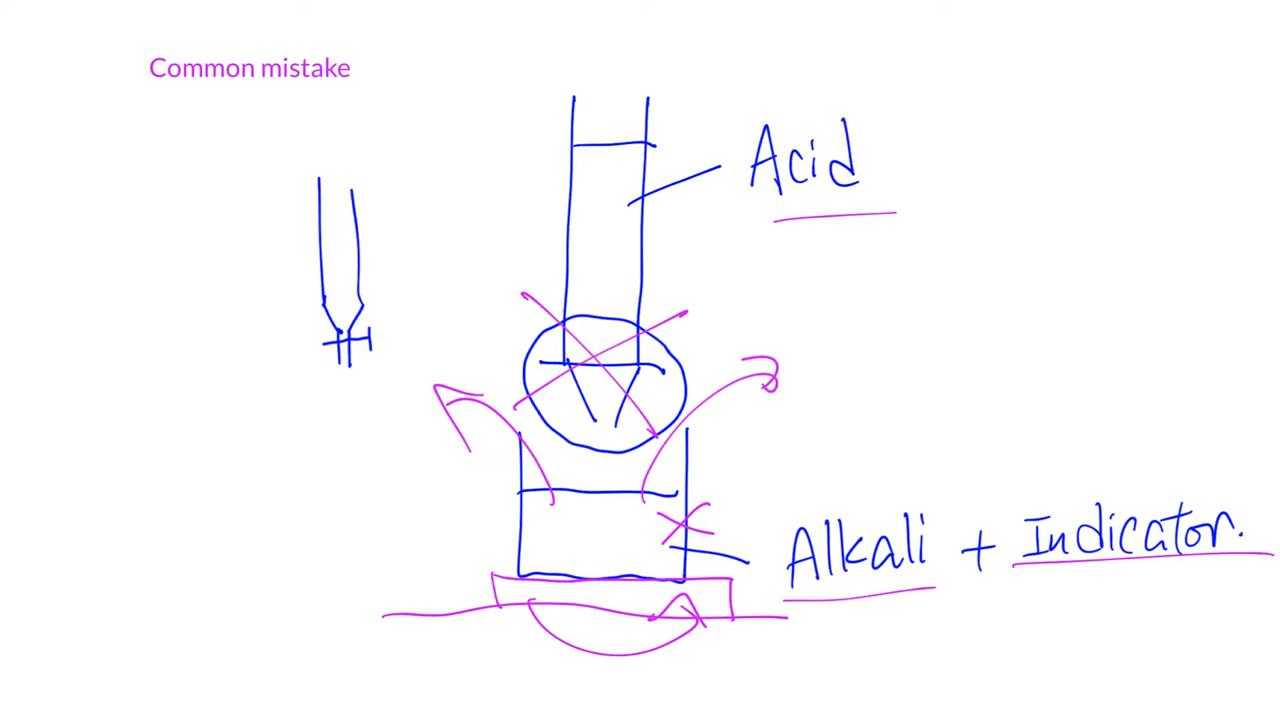 Common mistake
Acid
Alkali + Indicator.